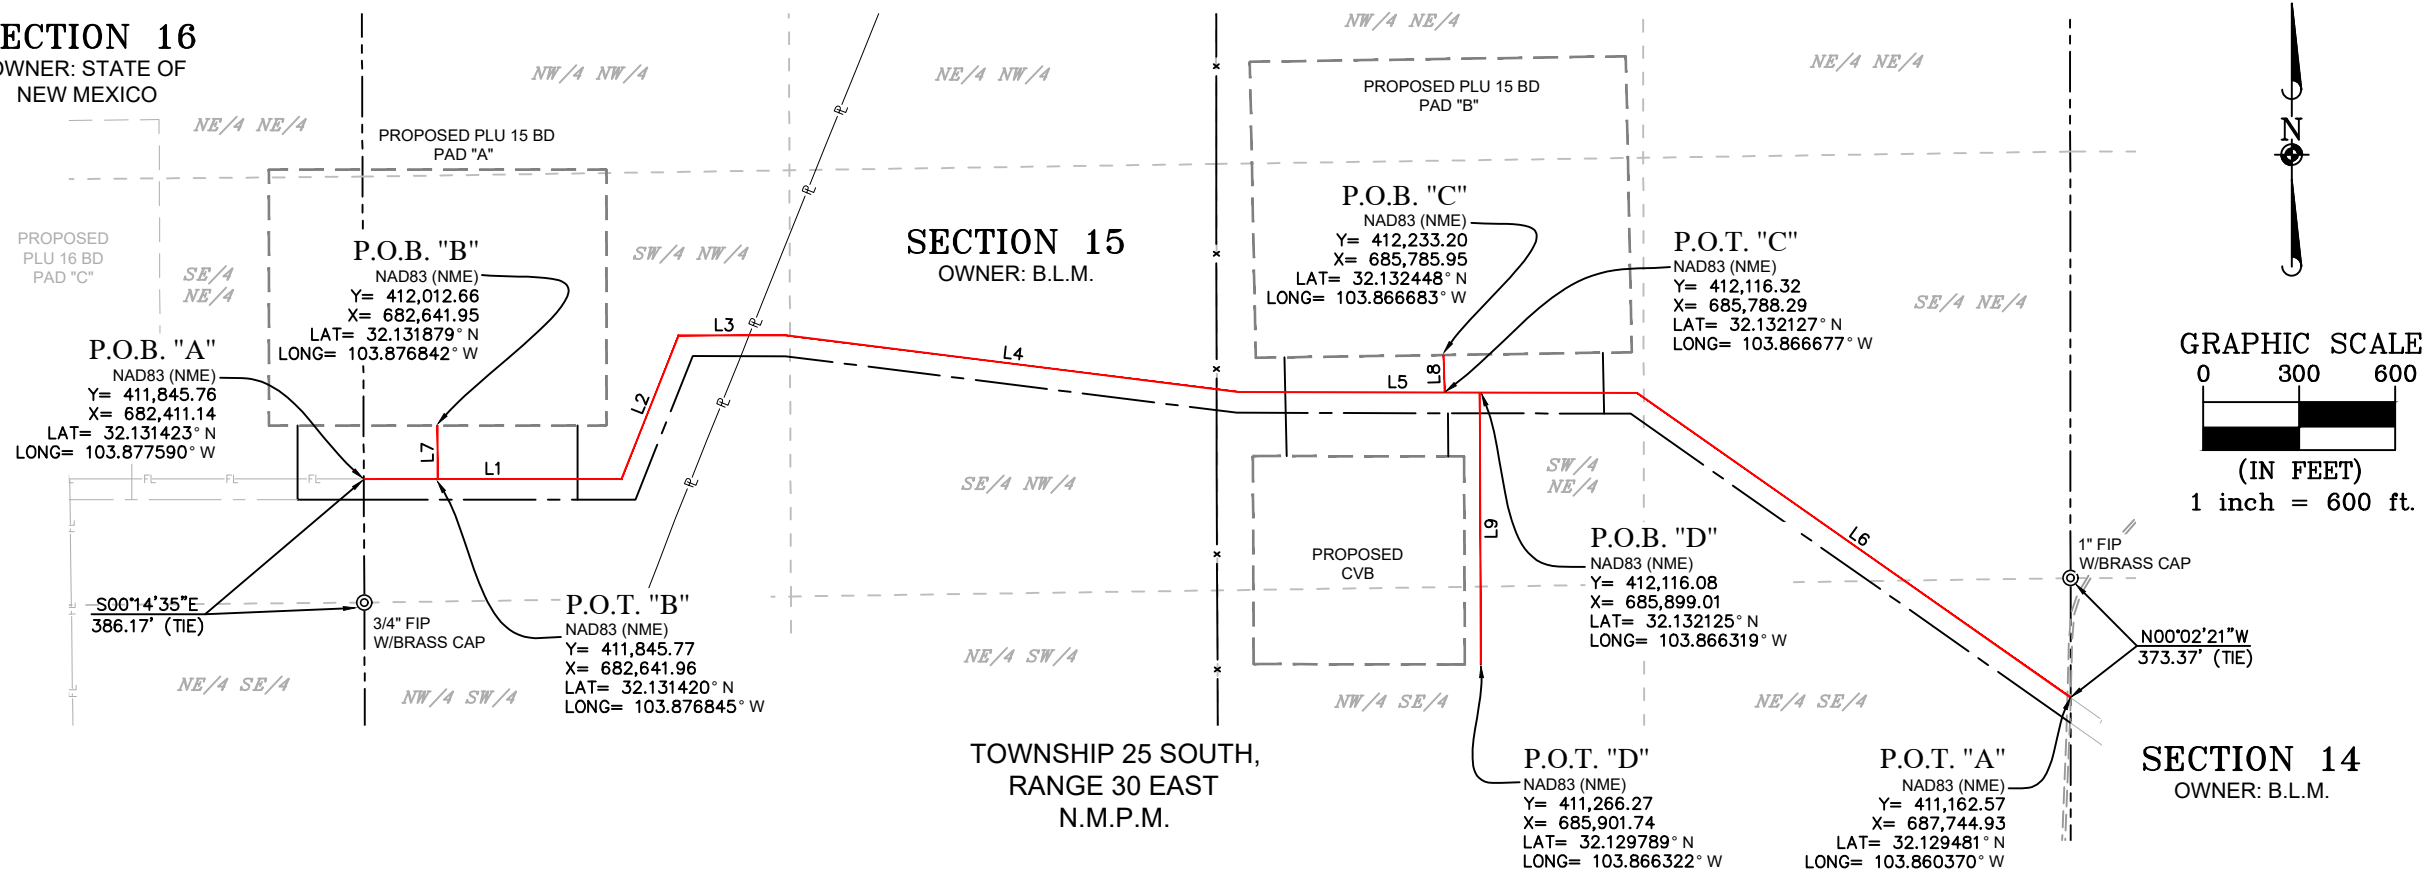 ECTION 16
OWNER: STATE OF
NEW MEXICO
NE/4 NE/4
NW/4 NW/4
NE/4 NW/4
NW/4 NE/4
NE/4 NE/4
PROPOSED PLU 15 BD
PAD "A"
PROPOSED PLU 15 BD
PAD "B"
PROPOSED
PLU 16 BD
PAD "C"
SE/4
NE/4
SW/4 NW/4
SECTION 15
OWNER: B.L.M.
SE/4 NE/4
P.O.B. "B"
NAD83 (NME)
Y= 412,012.66
X= 682,641.95
LAT= 32.131879° N
LONG= 103.876842° W
P.O.B. "C"
NAD83 (NME)
Y= 412,233.20
X= 685,785.95
LAT= 32.132448° N
LONG= 103.866683° W
P.O.T. "C"
NAD83 (NME)
Y= 412,116.32
X= 685,788.29
LAT= 32.132127° N
LONG= 103.866677° W
N
GRAPHIC SCALE
0 300 600
(IN FEET)
1 inch = 600 ft.
P.O.B. "A"
NAD83 (NME)
Y= 411,845.76
X= 682,411.14
LAT= 32.131423° N
LONG= 103.877590° W
L1
L2
L3
L4
L5
L6
L7
L8
L9
PL
PL
PL
PL
PL
FL
FL
FL
FL
FL
FL
SE/4 NW/4
SW/4
NE/4
PROPOSED
CVB
S00°14'35"E
386.17' (TIE)
3/4" FIP
W/BRASS CAP
P.O.T. "B"
NAD83 (NME)
Y= 411,845.77
X= 682,641.96
LAT= 32.131420° N
LONG= 103.876845° W
P.O.B. "D"
NAD83 (NME)
Y= 412,116.08
X= 685,899.01
LAT= 32.132125° N
LONG= 103.866319° W
1" FIP
W/BRASS CAP
N00°02'21"W
373.37' (TIE)
NE/4 SE/4
NW/4 SW/4
NE/4 SW/4
NW/4 SE/4
NE/4 SE/4
TOWNSHIP 25 SOUTH,
RANGE 30 EAST
N.M.P.M.
P.O.T. "D"
NAD83 (NME)
Y= 411,266.27
X= 685,901.74
LAT= 32.129789° N
LONG= 103.866322° W
P.O.T. "A"
NAD83 (NME)
Y= 411,162.57
X= 687,744.93
LAT= 32.129481° N
LONG= 103.860370° W
SECTION 14
OWNER: B.L.M.